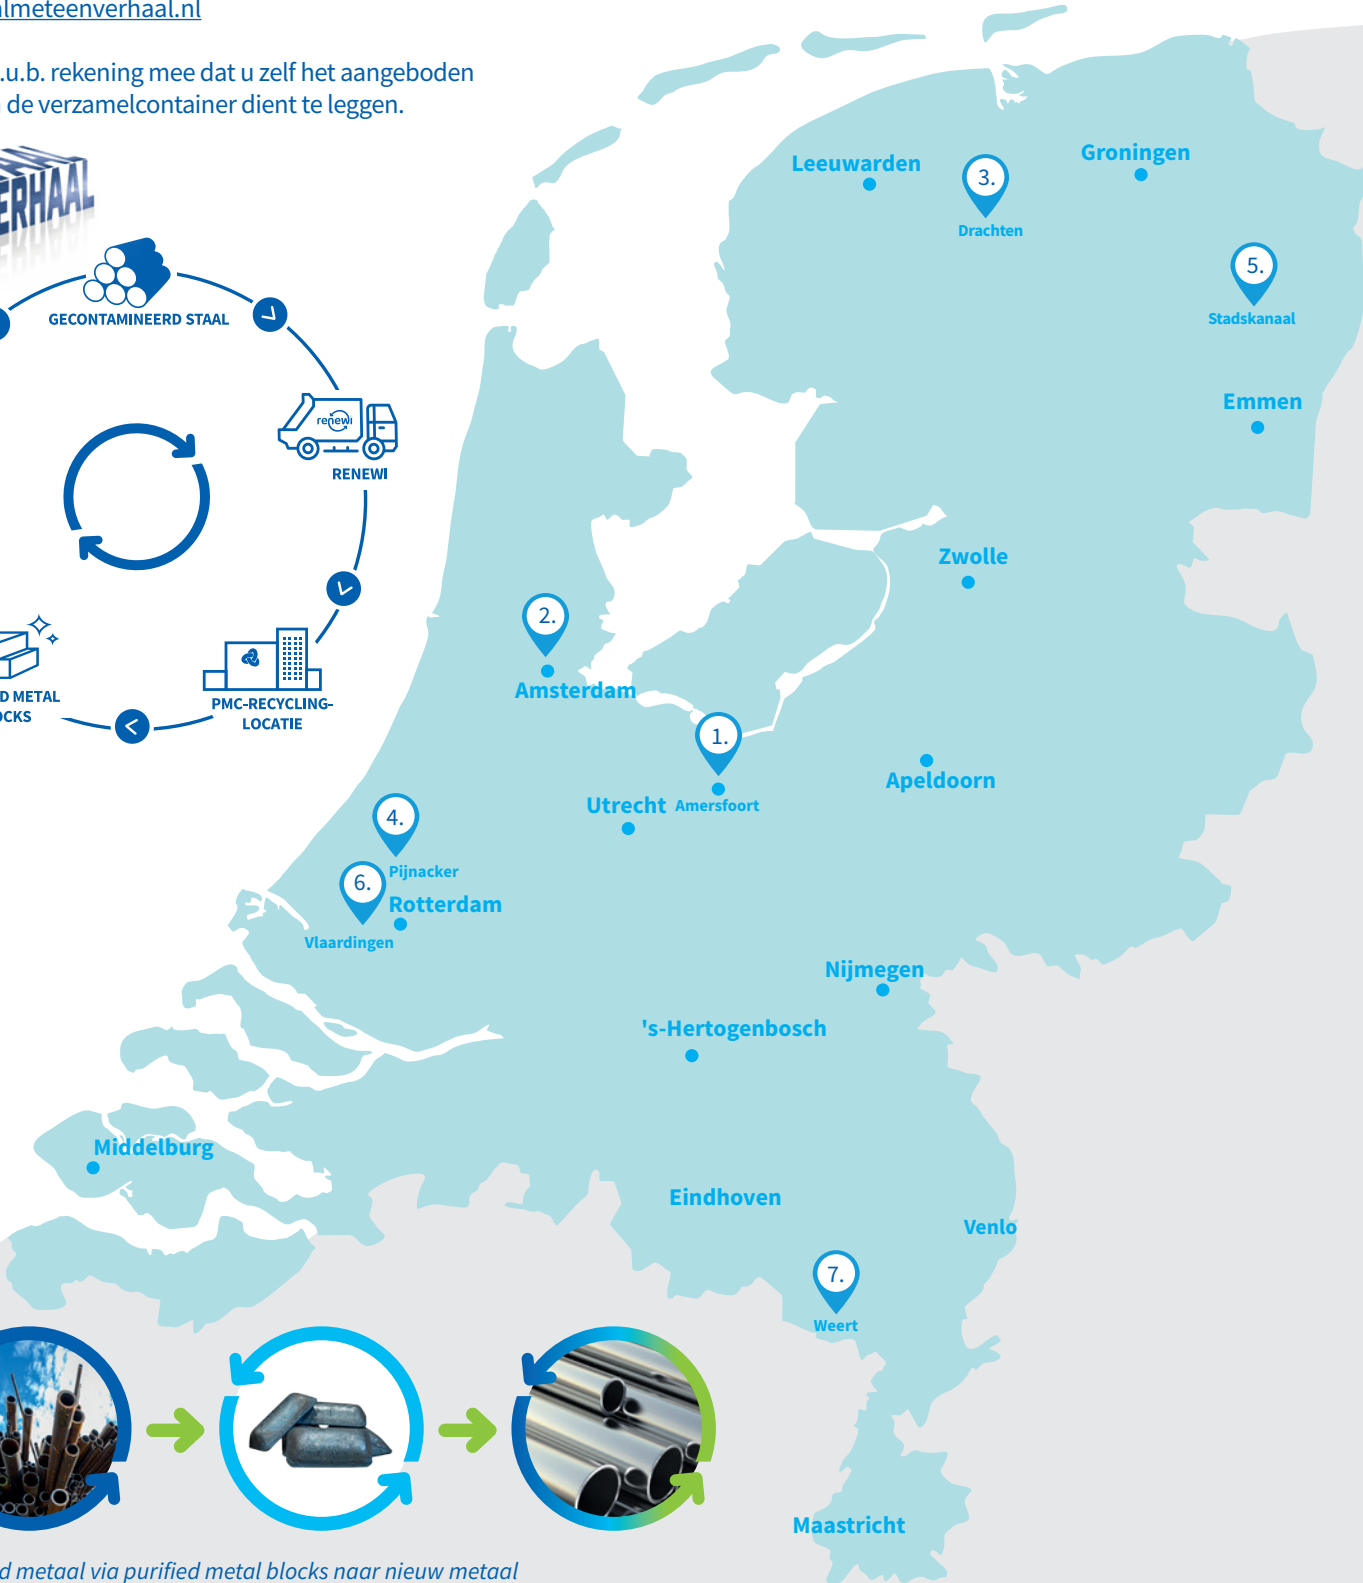 almeteenverhaal.nl
.u.b. rekening mee dat u zelf het aangeboden
de verzamelcontainer dient te leggen.
ERHAAL
GECONTAMINEERD STAAL
renewi
RENEWI
PMC-RECYCLING-
LOCATIE
D METAL
OCKS
Leeuwarden
3.
Drachten
Groningen
5.
Stadskanaal
Emmen
Zwolle
2.
Amsterdam
1.
Amersfoort
Utrecht
Apeldoorn
4.
Pijnacker
6.
Rotterdam
Vlaardingen
Nijmegen
's-Hertogenbosch
Middelburg
Eindhoven
Venlo
7.
Weert
Maastricht
d metaal via purified metal blocks naar nieuw metaal